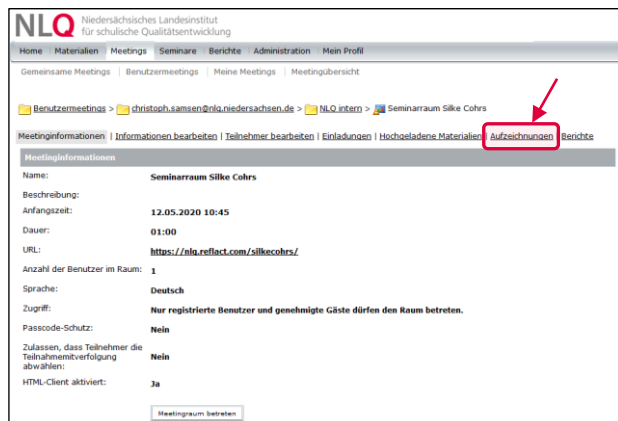 NLQ Niedersächsisches Landesinstitut
für schulische Qualitätsentwicklung
Home Materialien Meetings Seminare Berichte Administration Mein Profil
Gemeinsame Meetings | Benutzermeetings | Meine Meetings | Meetingübersicht
Benutzermeetings > christoph.samsen@nlq.niedersachsen.de > NLQ intern > Seminarraum Silke Cohrs
Meetinginformationen | Informationen bearbeiten | Teilnehmer bearbeiten | Einladungen | Hochgeladene Materialien | Aufzeichnungen | Berichte
Meetinginformationen
Name: Seminarraum Silke Cohrs
Beschreibung:
Anfangszeit: 12.05.2020 10:45
Dauer: 01:00
URL: https://nlq.reflact.com/silkecohrs/
Anzahl der Benutzer im Raum: 1
Sprache: Deutsch
Zugriff: Nur registrierte Benutzer und genehmigte Gäste dürfen den Raum betreten.
Passcode-Schutz: Nein
Zulassen, dass Teilnehmer die
Teilnahmemitverfolgung Nein
abwählen:
HTML-Client aktiviert: Ja
Meetingraum betreten